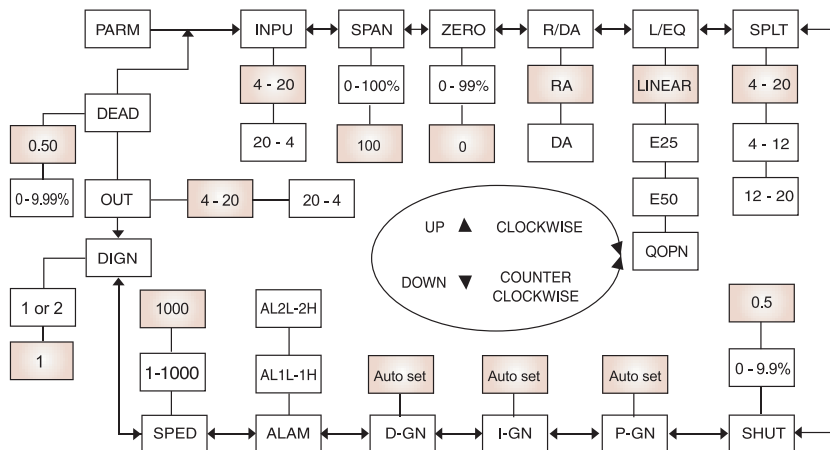 PARM
INPU
SPAN
ZERO
R/DA
L/EQ
SPLT
4 - 20
0-100%
0 - 99%
RA
LINEAR
4 - 20
DEAD
0.50
20 - 4
100
0
DA
E25
4 - 12
0 - 9.99%
OUT
4 - 20
20 - 4
E50
12 - 20
UP ▲ CLOCKWISE
QOPN
DIGN
DOWN ▼ COUNTER
CLOCKWISE
1 or 2
1000
AL2L-2H
0.5
1
1-1000
AL1L-1H
Auto set
Auto set
Auto set
0 - 9.9%
SPED
ALAM
D-GN
I-GN
P-GN
SHUT